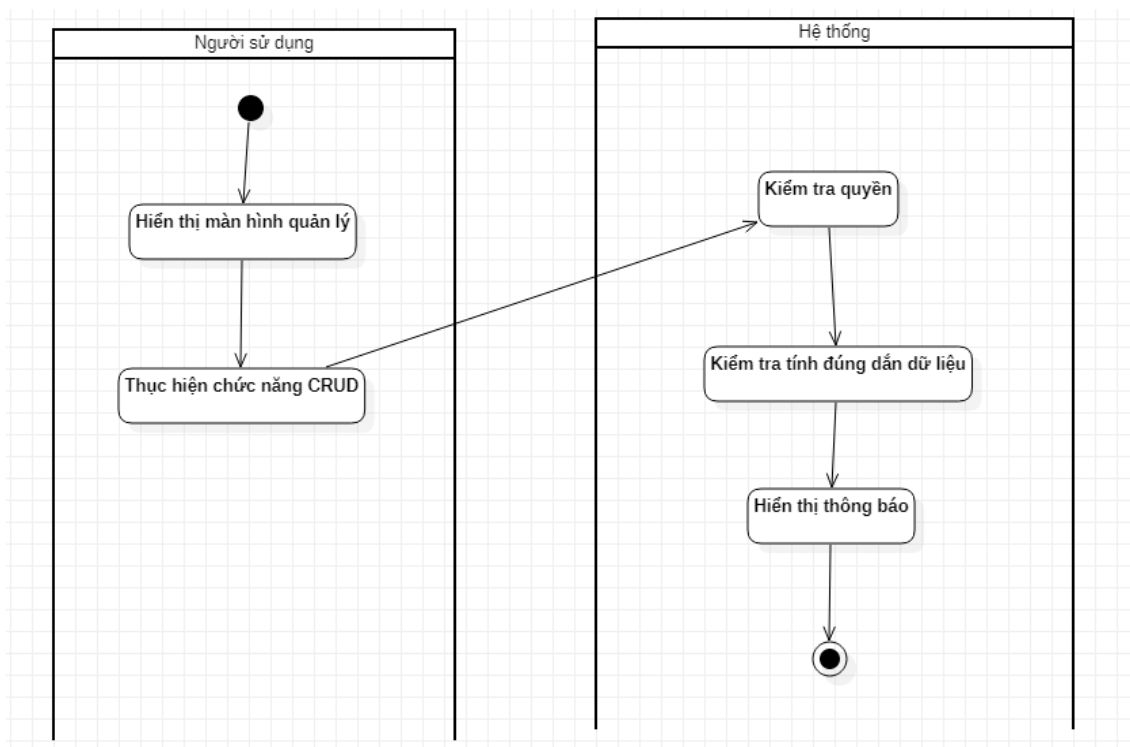 Người sử dụng
Hệ thống
Hiển thị màn hình quản lý
Thực hiện chức năng CRUD
Kiểm tra quyền
Kiểm tra tính đúng dắn dữ liệu
Hiển thị thông báo